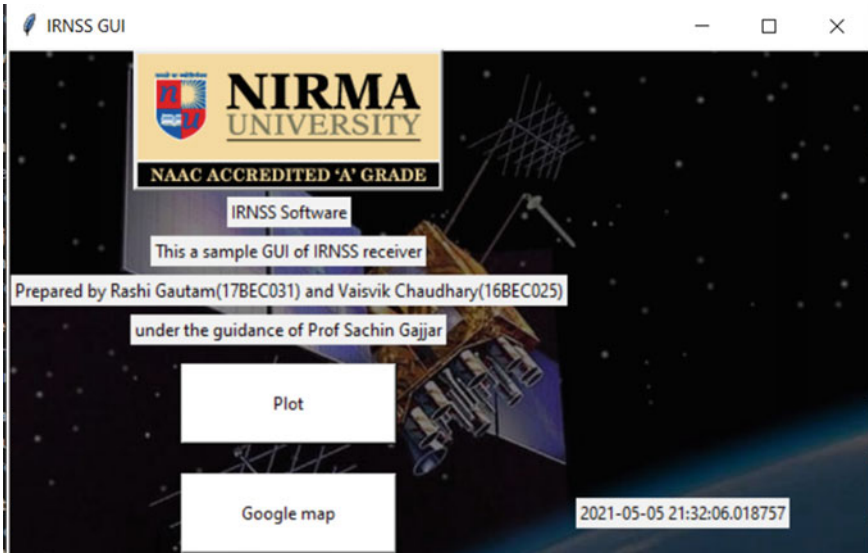 IRNSS GUI
NIRMA
UNIVERSITY
NAAC ACCREDITED ‘A’ GRADE
IRNSS Software
This a sample GUI of IRNSS receiver
Prepared by Rashi Gautam(17BEC031) and Vaisvik Chaudhary(16BEC025)
under the guidance of Prof Sachin Gajjar
Plot
Google map
2021-05-05 21:32:06.018757